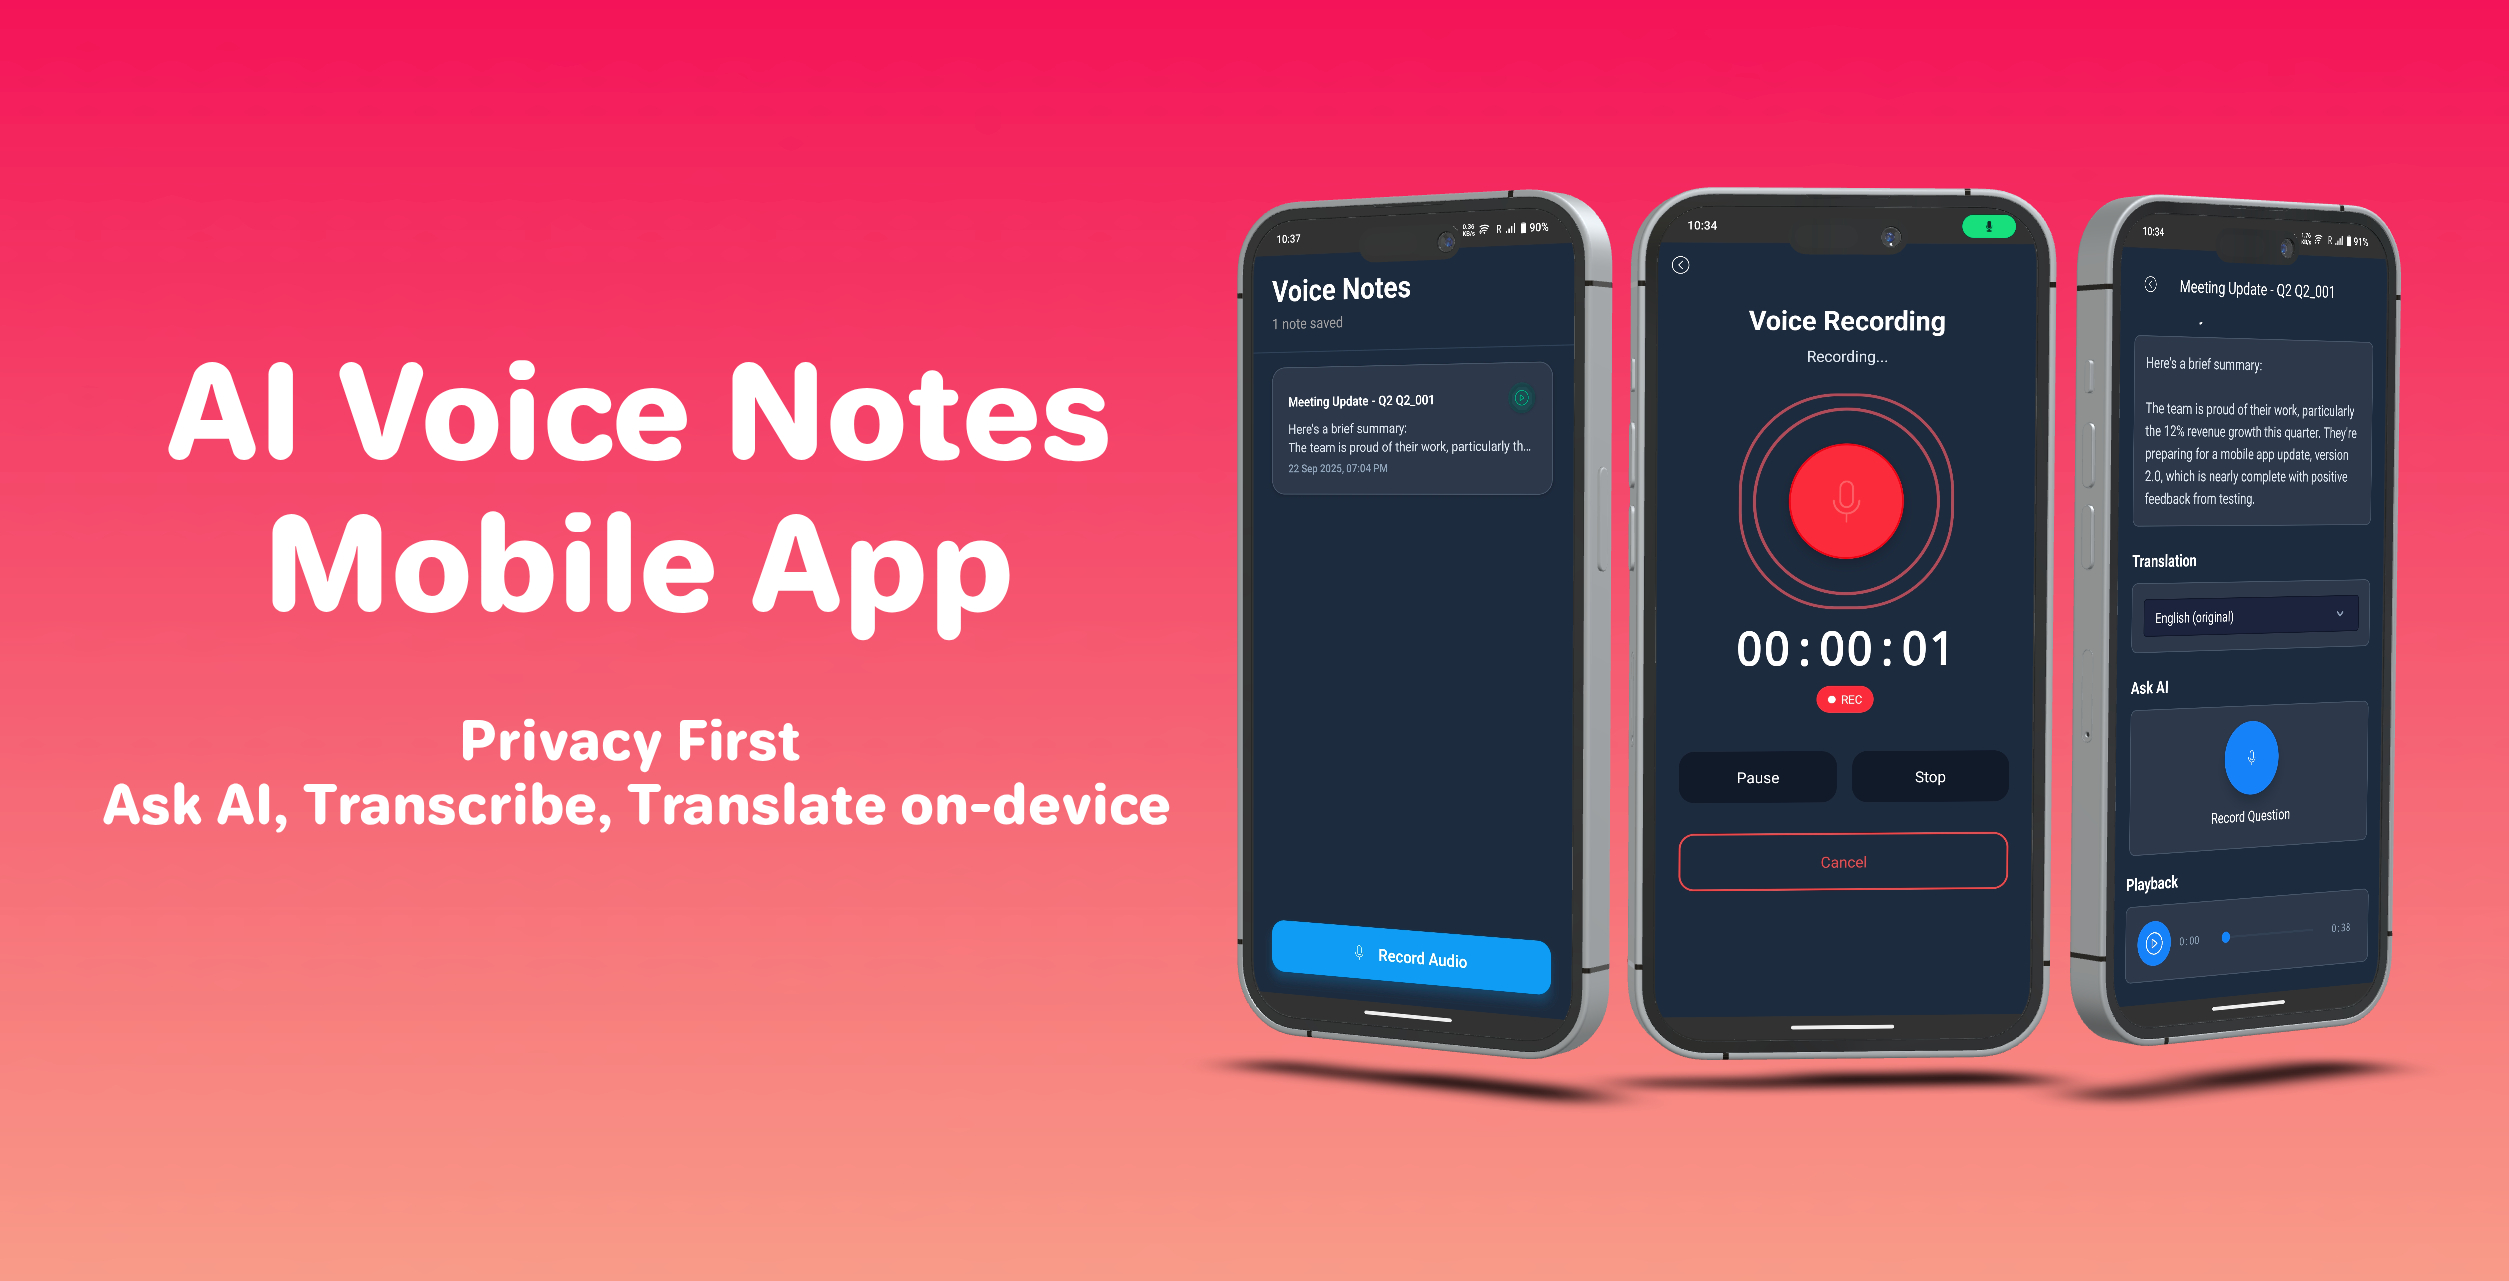 AI Voice Notes
Mobile App
Privacy First
Ask AI, Transcribe, Translate on-device
10:37
0.36
KB/s
R
90%
Voice Notes
1 note saved
Meeting Update - Q2 Q2_001
Here's a brief summary:
The team is proud of their work, particularly th...
22 Sep 2025, 07:04 PM
Record Audio
10:34
Voice Recording
Recording...
00:00:01
REC
Pause
Stop
Cancel
10:34
R
91%
Meeting Update - Q2 Q2_001
Here's a brief summary:
The team is proud of their work, particularly
the 12% revenue growth this quarter. They're
preparing for a mobile app update, version
2.0, which is nearly complete with positive
feedback from testing.
Translation
English (original)
Ask AI
Record Question
Playback
0:00
0:38